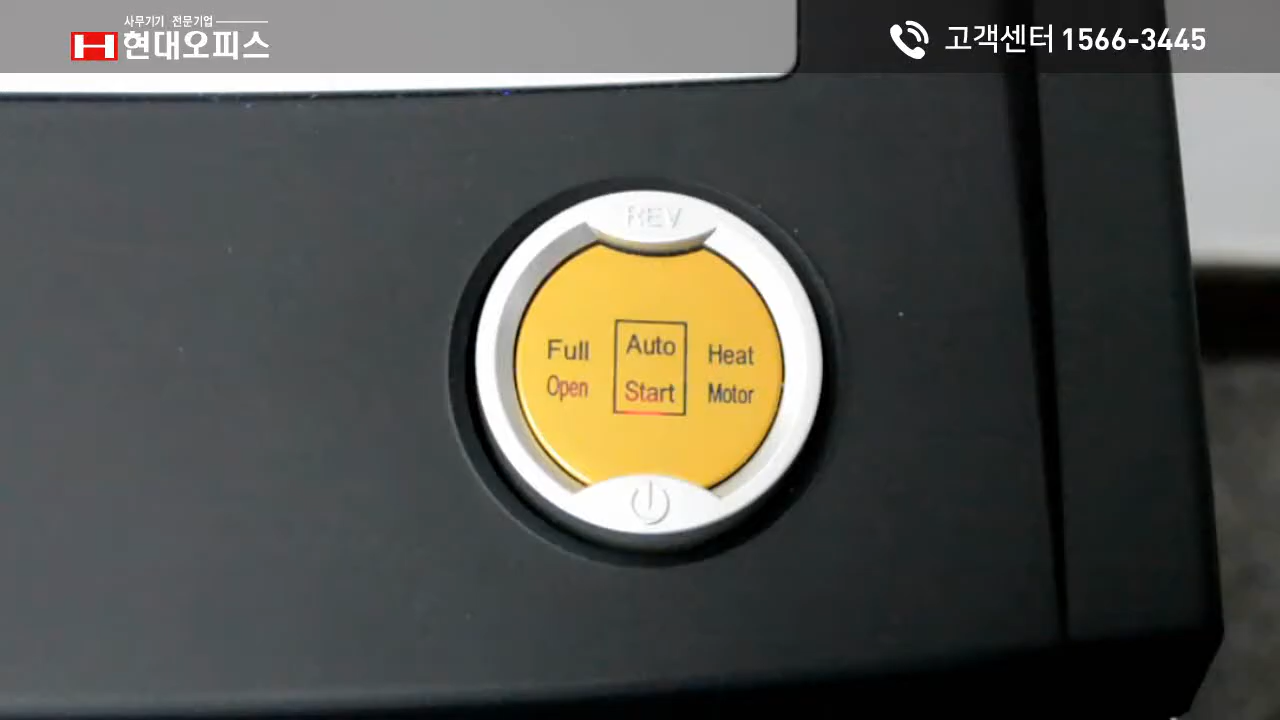 사무기기 전문기업
H 현대오피스
고객센터 1566-3445
REV
Full
Open
Auto
Start
Heat
Motor